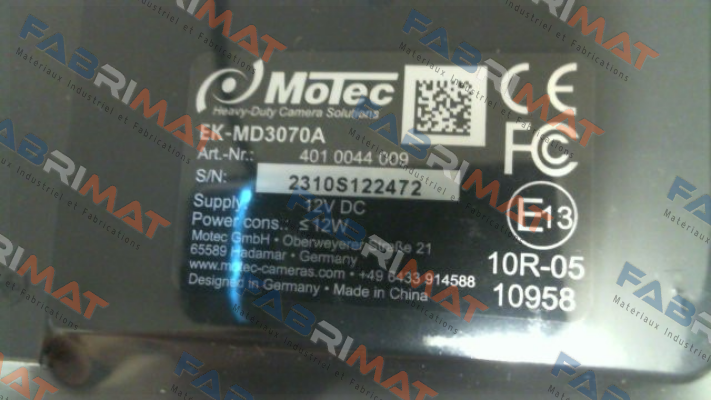 MoTec
Heavy-Duty Camera Solutions
EK-MD3070A
Art.-Nr.: 401 0044 009
S/N: 2310S122472
Supply 12V DC
Power cons.: ≤12W
Motec GmbH • Oberweyerer Straße 21
65589 Hadamar • Germany
www.motec-cameras.com • +49 6433 914588
Designed in Germany • Made in China
CE
FC
E13
10R-05
10958
FABRIMAT
Materiaux Industriel et Fabrications